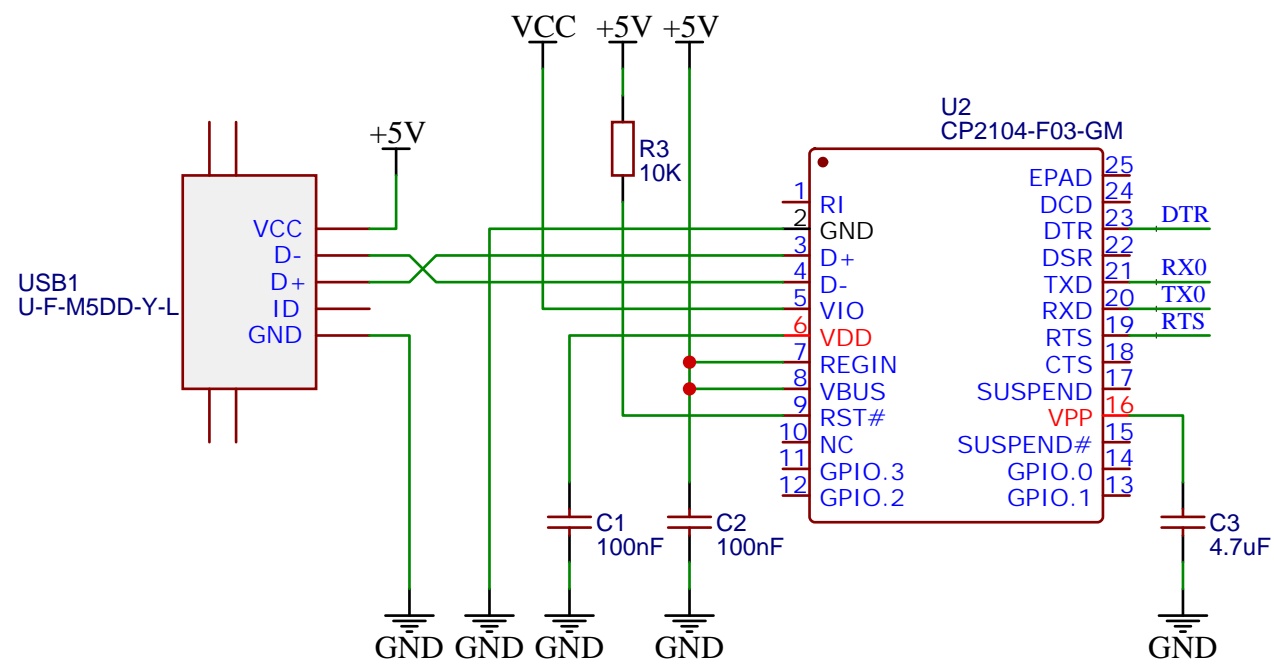 VCC +5V +5V
U2
CP2104-F03-GM
+5V
R3
10K
USB1
U-F-M5DD-Y-L
VCC
D-
D+
ID
GND
1 RI
2 GND
3 D+
4 D-
5 VIO
6 VDD
7 REGIN
8 VBUS
9 RST#
10 NC
11 GPIO.3
12 GPIO.2
EPAD 25
DCD 24
DTR 23 DTR
DSR 22
TXD 21 RX0
RXD 20 TX0
RTS 19 RTS
CTS 18
SUSPEND 17
VPP 16
SUSPEND# 15
GPIO.0 14
GPIO.1 13
C1
100nF
C2
100nF
C3
4.7uF
GND GND GND GND GND